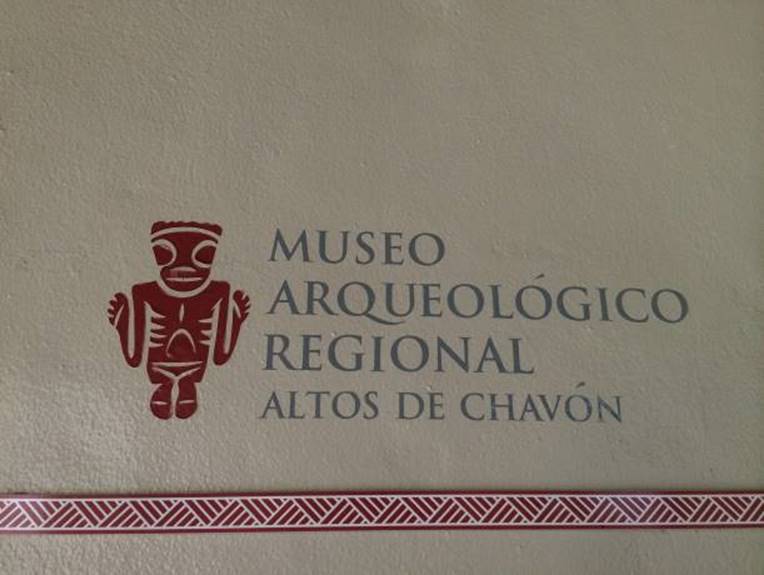 MUSEO
ARQUEOLÓGICO
REGIONAL
ALTOS DE CHAVÓN